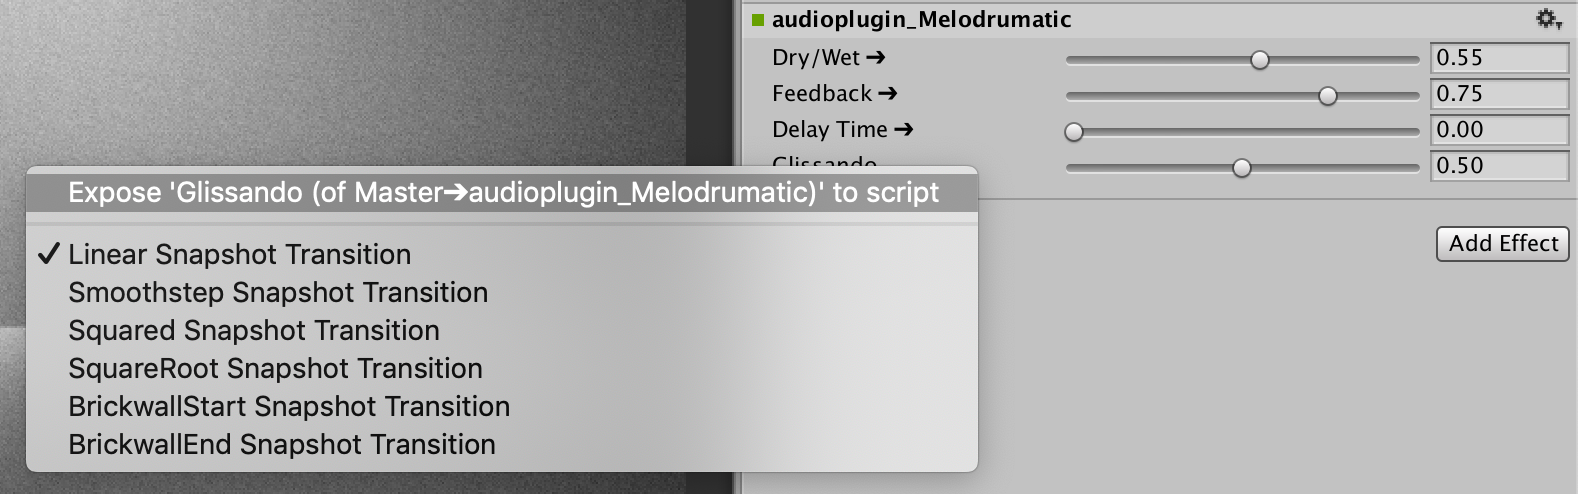 audioplugin_Melodrumatic
Dry/Wet ➔ 0.55
Feedback ➔ 0.75
Delay Time ➔ 0.00
Glissando 0.50
Expose 'Glissando (of Master➔audioplugin_Melodrumatic)' to script
✓ Linear Snapshot Transition
Smoothstep Snapshot Transition
Squared Snapshot Transition
SquareRoot Snapshot Transition
BrickwallStart Snapshot Transition
BrickwallEnd Snapshot Transition
Add Effect